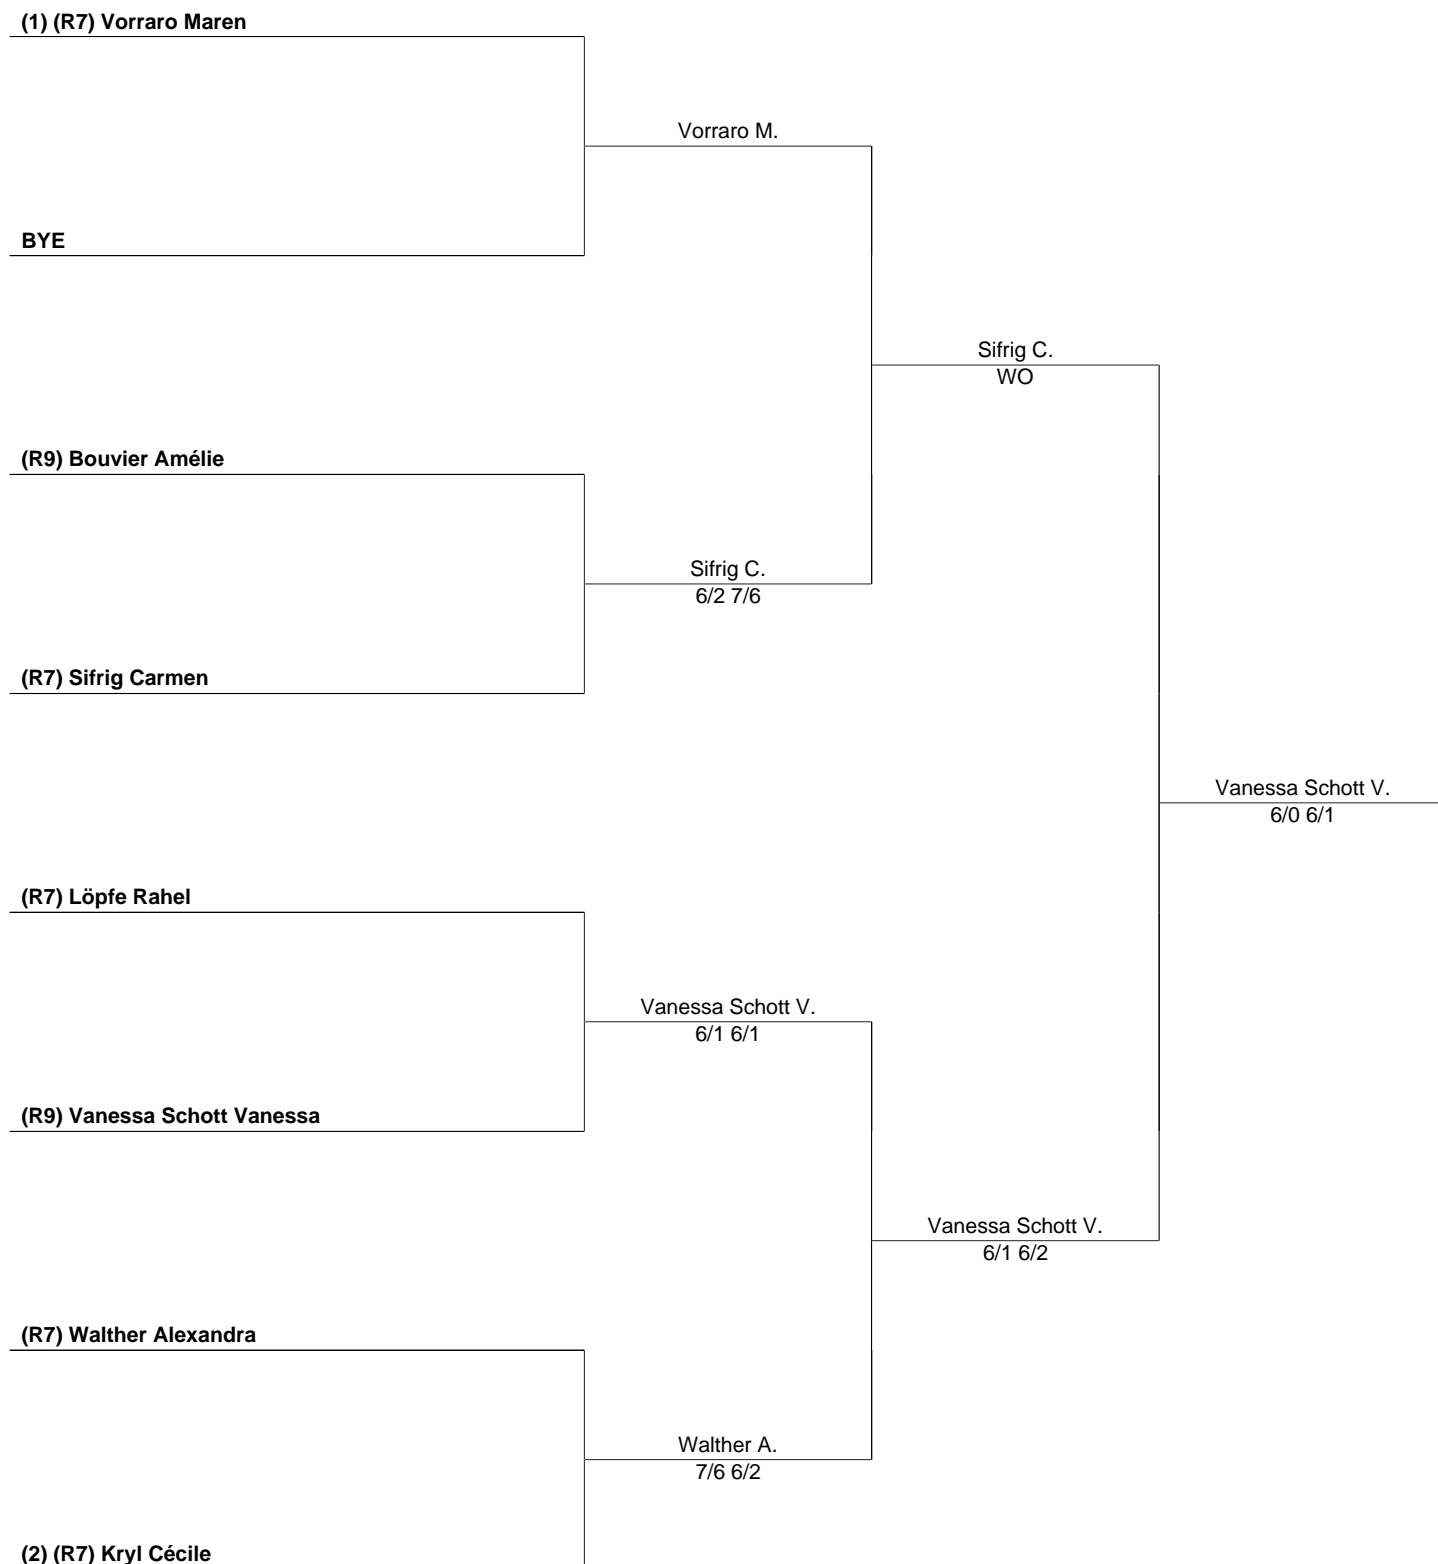 (1) (R7) Vorraro Maren
Vorraro M.
BYE
Sifrig C.
WO
(R9) Bouvier Amélie
Sifrig C.
6/2 7/6
(R7) Sifrig Carmen
Vanessa Schott V.
6/0 6/1
(R7) Löpfe Rahel
Vanessa Schott V.
6/1 6/1
(R9) Vanessa Schott Vanessa
Vanessa Schott V.
6/1 6/2
(R7) Walther Alexandra
Walther A.
7/6 6/2
(2) (R7) Kryl Cécile